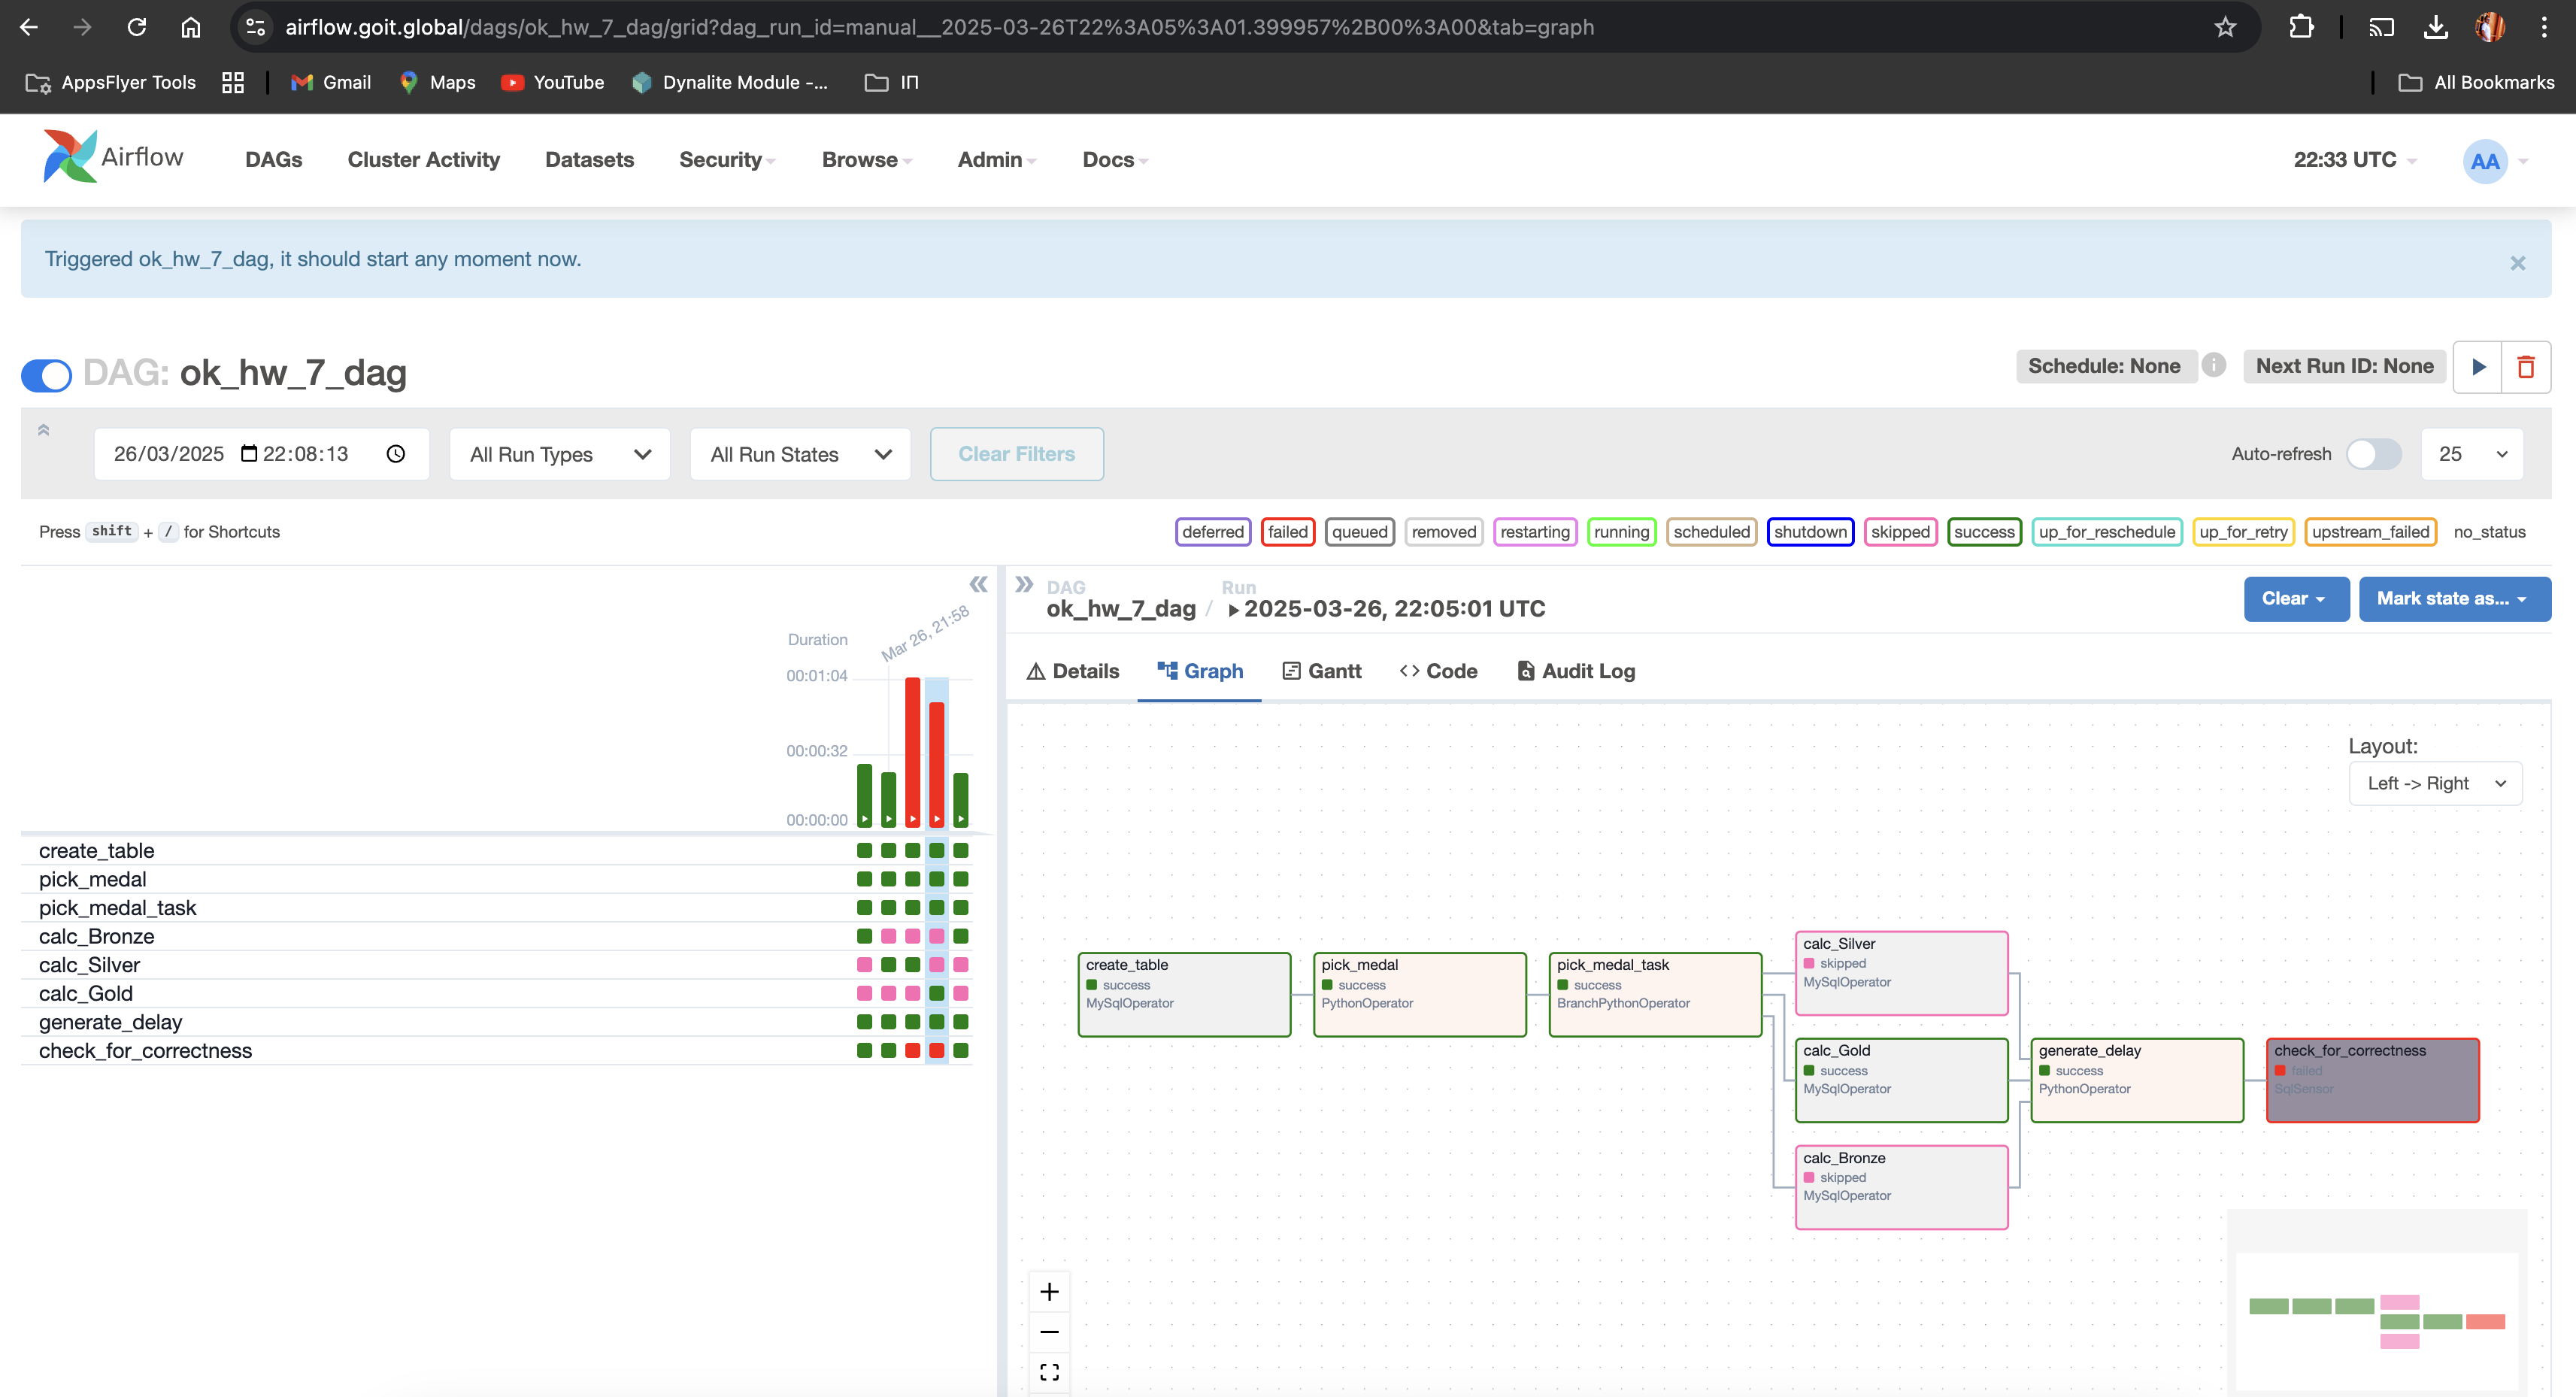 airflow.goit.global/dags/ok_hw_7_dag/grid?dag_run_id=manual__2025-03-26T22%3A05%3A01.399957%2B00%3A00&tab=graph
AppsFlyer Tools
Gmail
Maps
YouTube
Dynalite Module -...
ІП
All Bookmarks
Airflow
DAGs
Cluster Activity
Datasets
Security
Browse
Admin
Docs
22:33 UTC
AA
Triggered ok_hw_7_dag, it should start any moment now.
×
DAG: ok_hw_7_dag
Schedule: None
i
Next Run ID: None
26/03/2025 22:08:13
All Run Types
All Run States
Clear Filters
Auto-refresh
25
Press shift + / for Shortcuts
deferred
failed
queued
removed
restarting
running
scheduled
shutdown
skipped
success
up_for_reschedule
up_for_retry
upstream_failed
no_status
Duration
Mar 26, 21:58
00:01:04
00:00:32
00:00:00
create_table
pick_medal
pick_medal_task
calc_Bronze
calc_Silver
calc_Gold
generate_delay
check_for_correctness
DAG
ok_hw_7_dag
/
Run
2025-03-26, 22:05:01 UTC
Clear
Mark state as...
Details
Graph
Gantt
Code
Audit Log
Layout:
Left -> Right
create_table
success
MySqlOperator
pick_medal
success
PythonOperator
pick_medal_task
success
BranchPythonOperator
calc_Silver
skipped
MySqlOperator
calc_Gold
success
MySqlOperator
calc_Bronze
skipped
MySqlOperator
generate_delay
success
PythonOperator
check_for_correctness
failed
SqlSensor